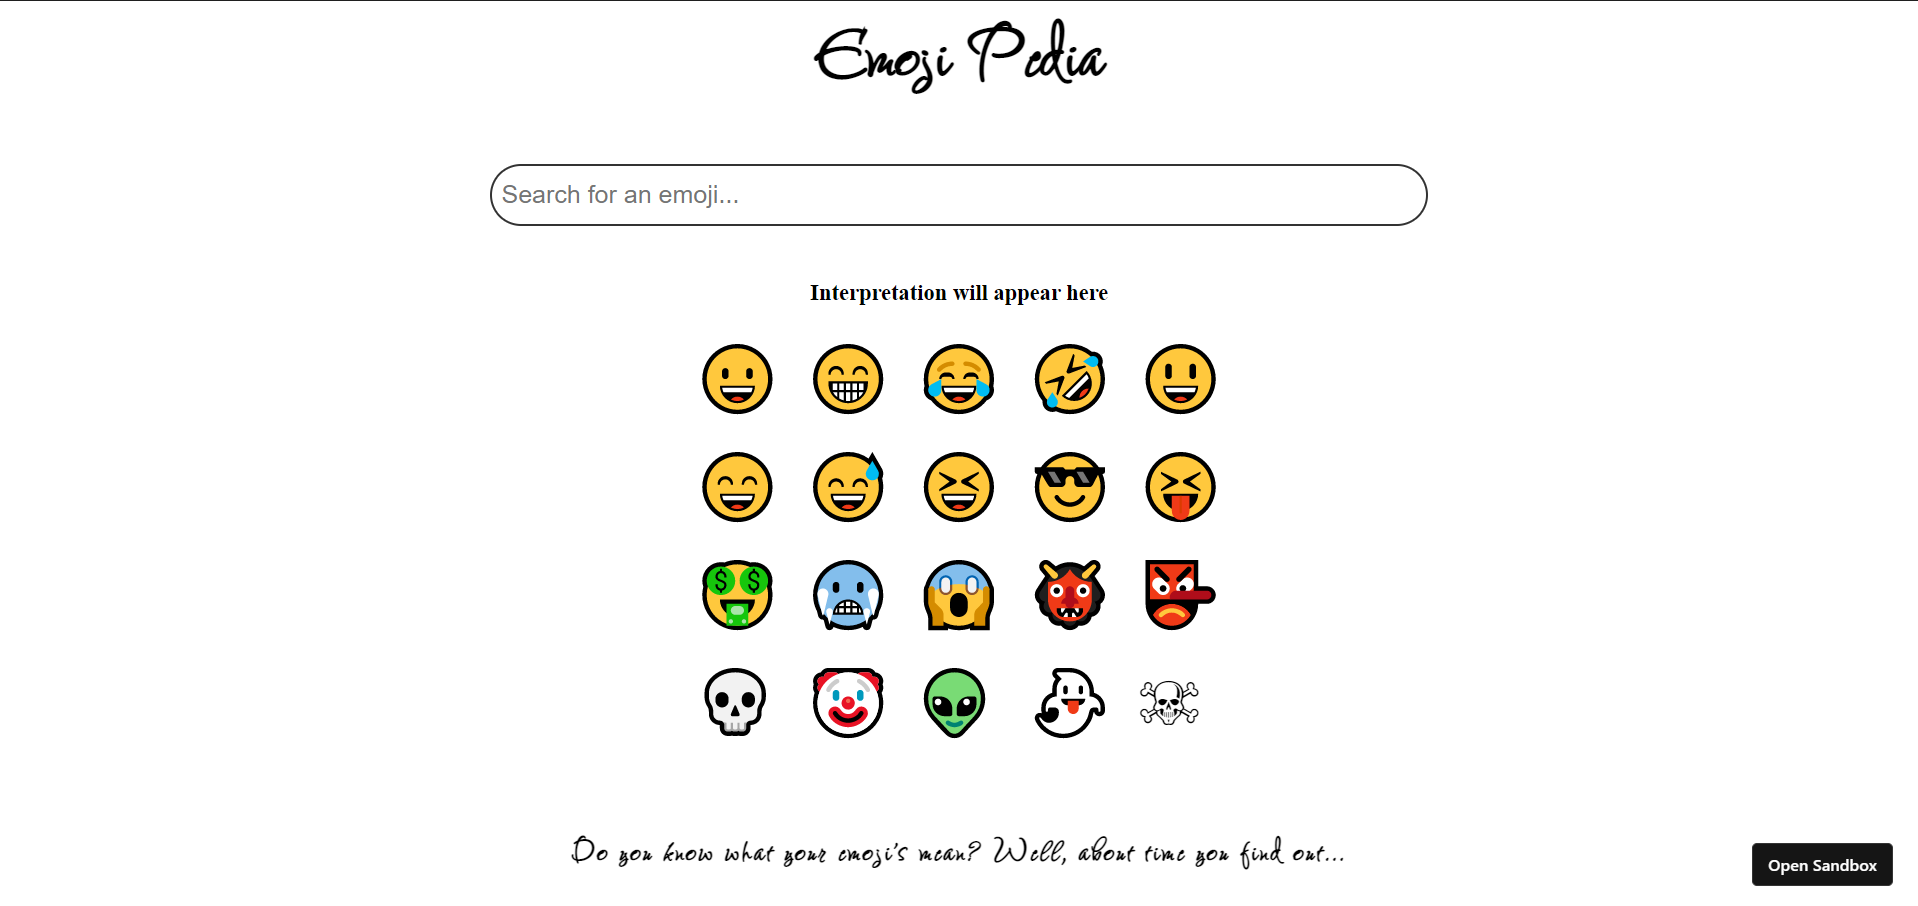 Emoji Pedia
Search for an emoji...
Interpretation will appear here
Do you know what your emoji's mean? Well, about time you find out...
Open Sandbox